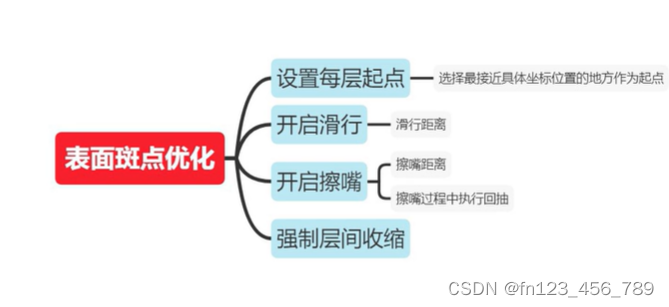 表面斑点优化
设置每层起点
选择最接近具体坐标位置的地方作为起点
开启滑行
滑行距离
开启擦嘴
擦嘴距离
擦嘴过程中执行回抽
强制层间收缩
CSDN @fn123_456_789